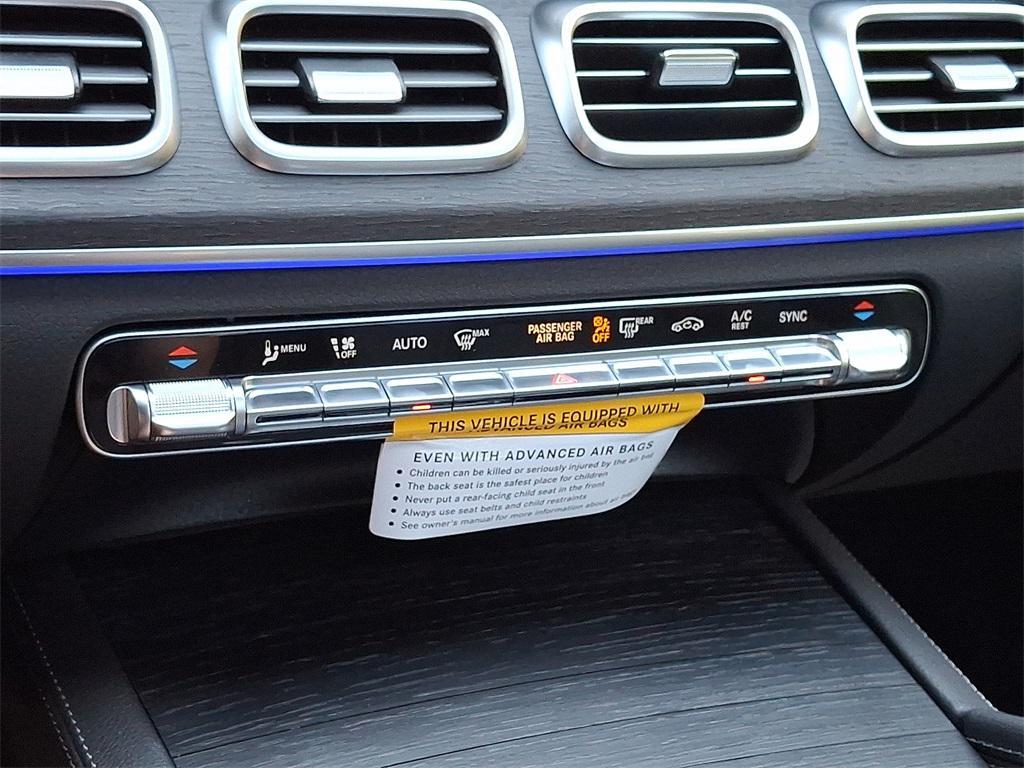 MENU
OFF
AUTO
MAX
PASSENGER
AIR BAG
OFF
REAR
A/C
REST
SYNC
THIS VEHICLE IS EQUIPPED WITH
ADVANCED AIR BAGS
EVEN WITH ADVANCED AIR BAGS
• Children can be killed or seriously injured by the air bag
• The back seat is the safest place for children
• Never put a rear-facing child seat in the front
• Always use seat belts and child restraints
• See owner's manual for more information about air bags